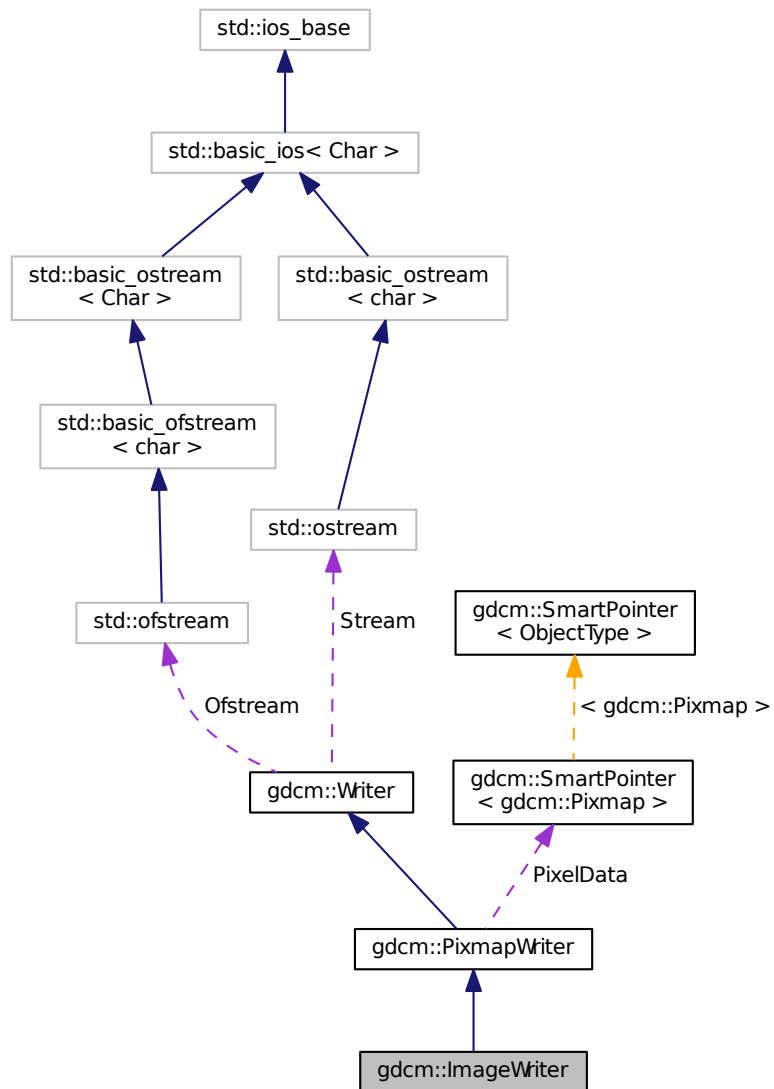 std::ios_base
std::basic_ios< Char >
std::basic_ostream
< Char >
std::basic_ostream
< char >
std::basic_ofstream
< char >
std::ostream
std::ofstream
Stream
gdcm::SmartPointer
< ObjectType >
Ofstream
< gdcm::Pixmap >
gdcm::Writer
gdcm::SmartPointer
< gdcm::Pixmap >
PixelData
gdcm::PixmapWriter
gdcm::ImageWriter